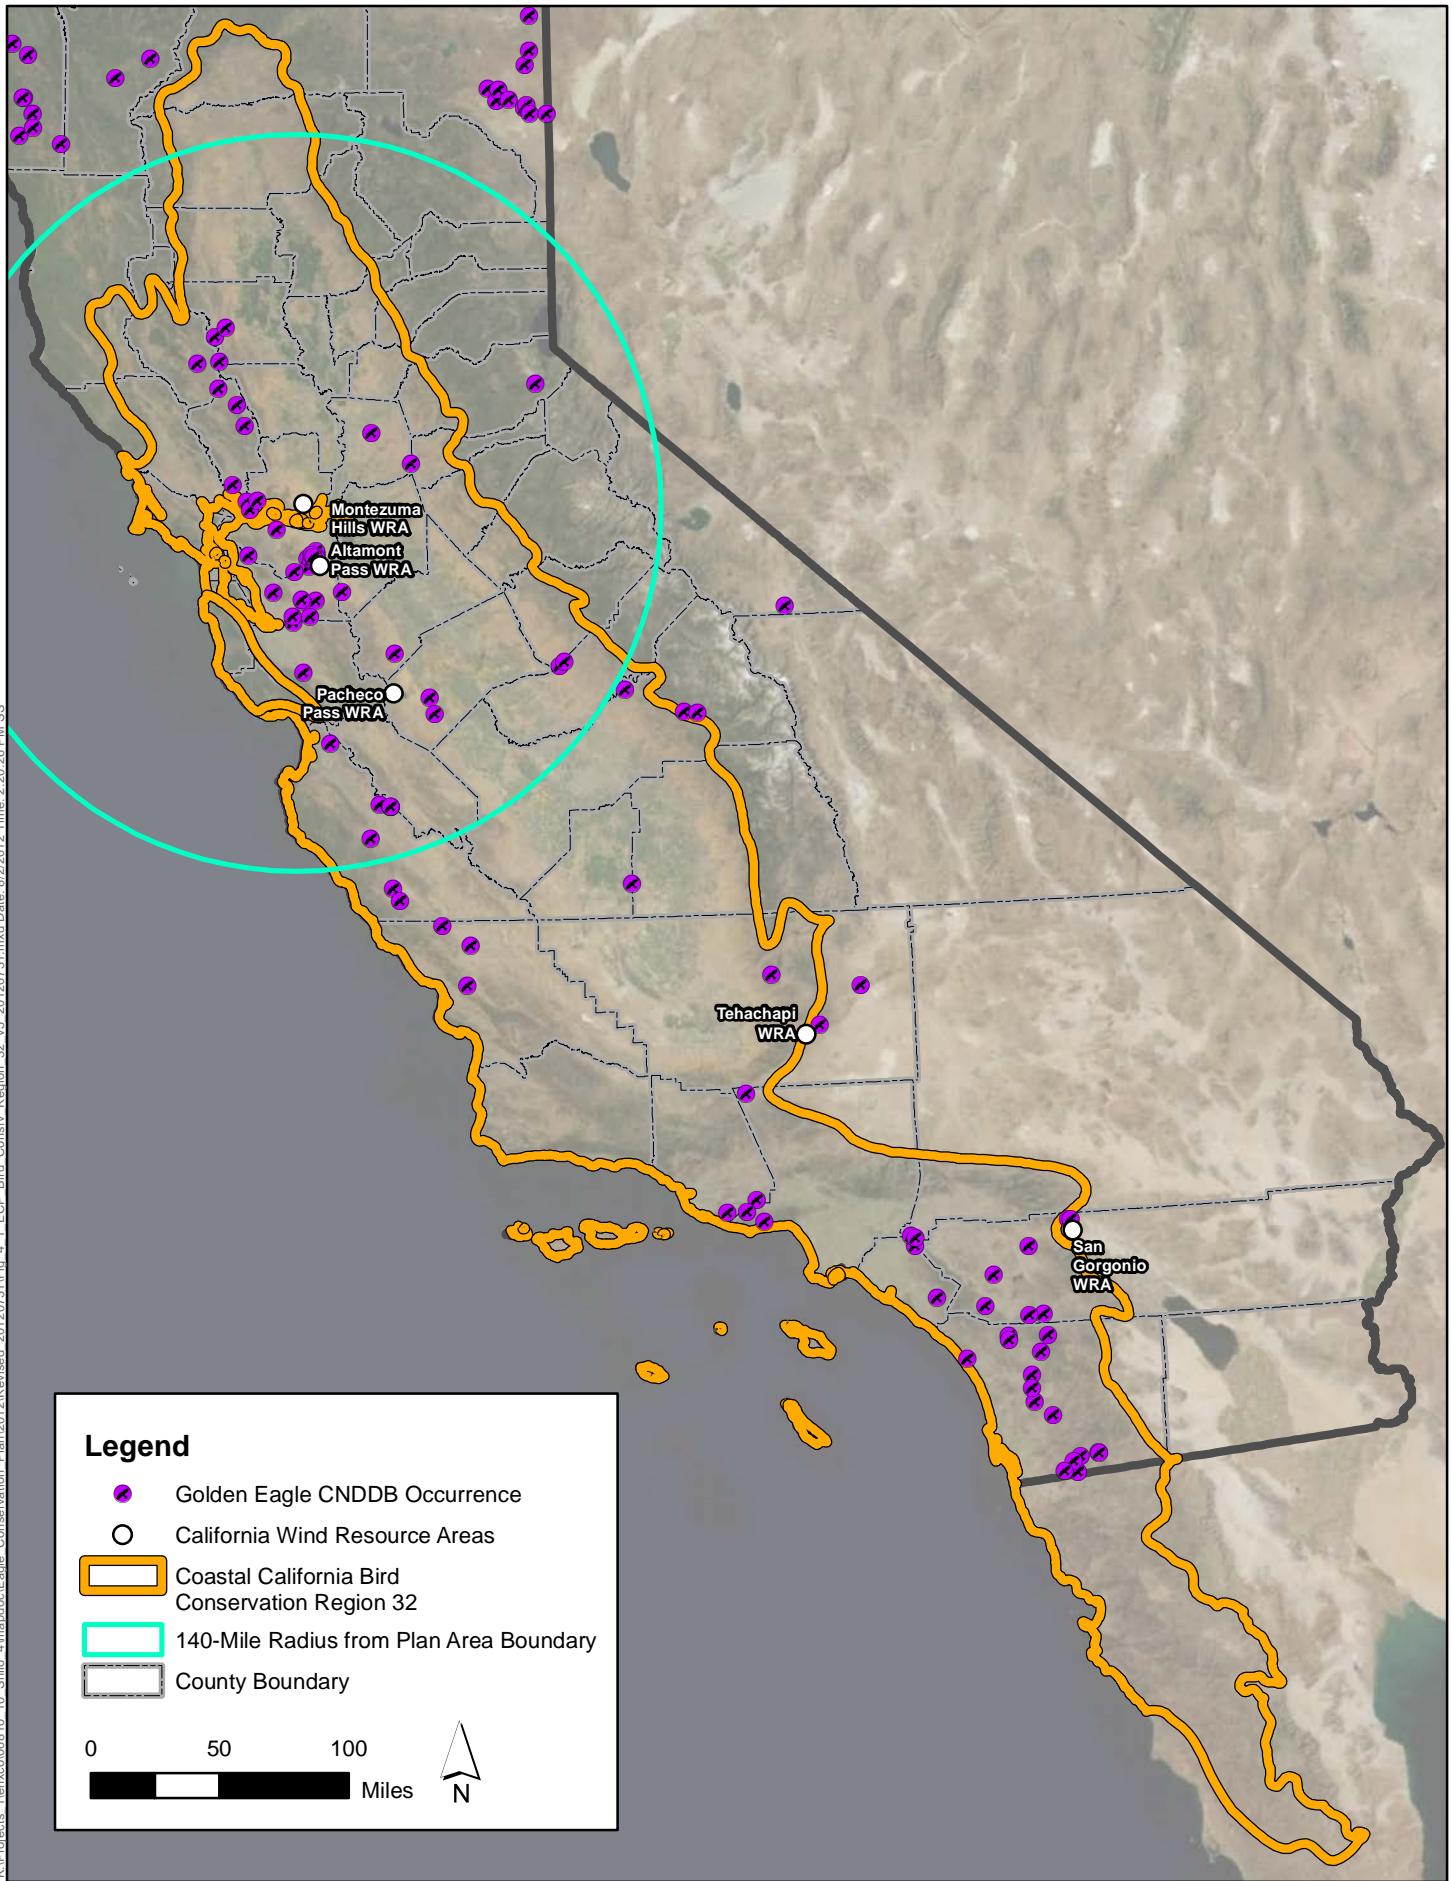 Montezuma
Hills WRA
Altamont
Pass WRA
Pacheco
Pass WRA
Tehachapi
WRA
San
Gorgonio
WRA
Legend
Golden Eagle CNDDB Occurrence
California Wind Resource Areas
Coastal California Bird
Conservation Region 32
140-Mile Radius from Plan Area Boundary
County Boundary
0 50 100
Miles
N